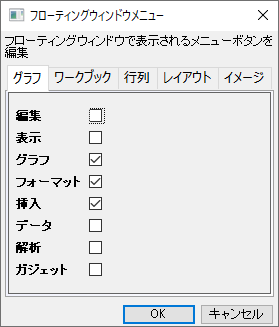 フローティングウィンドウメニュー
フローティングウィンドウで表示されるメニューボタンを
編集
グラフ ワークブック 行列 レイアウト イメージ
編集
表示
グラフ
フォーマット
挿入
データ
解析
ガジェット
OK キャンセル